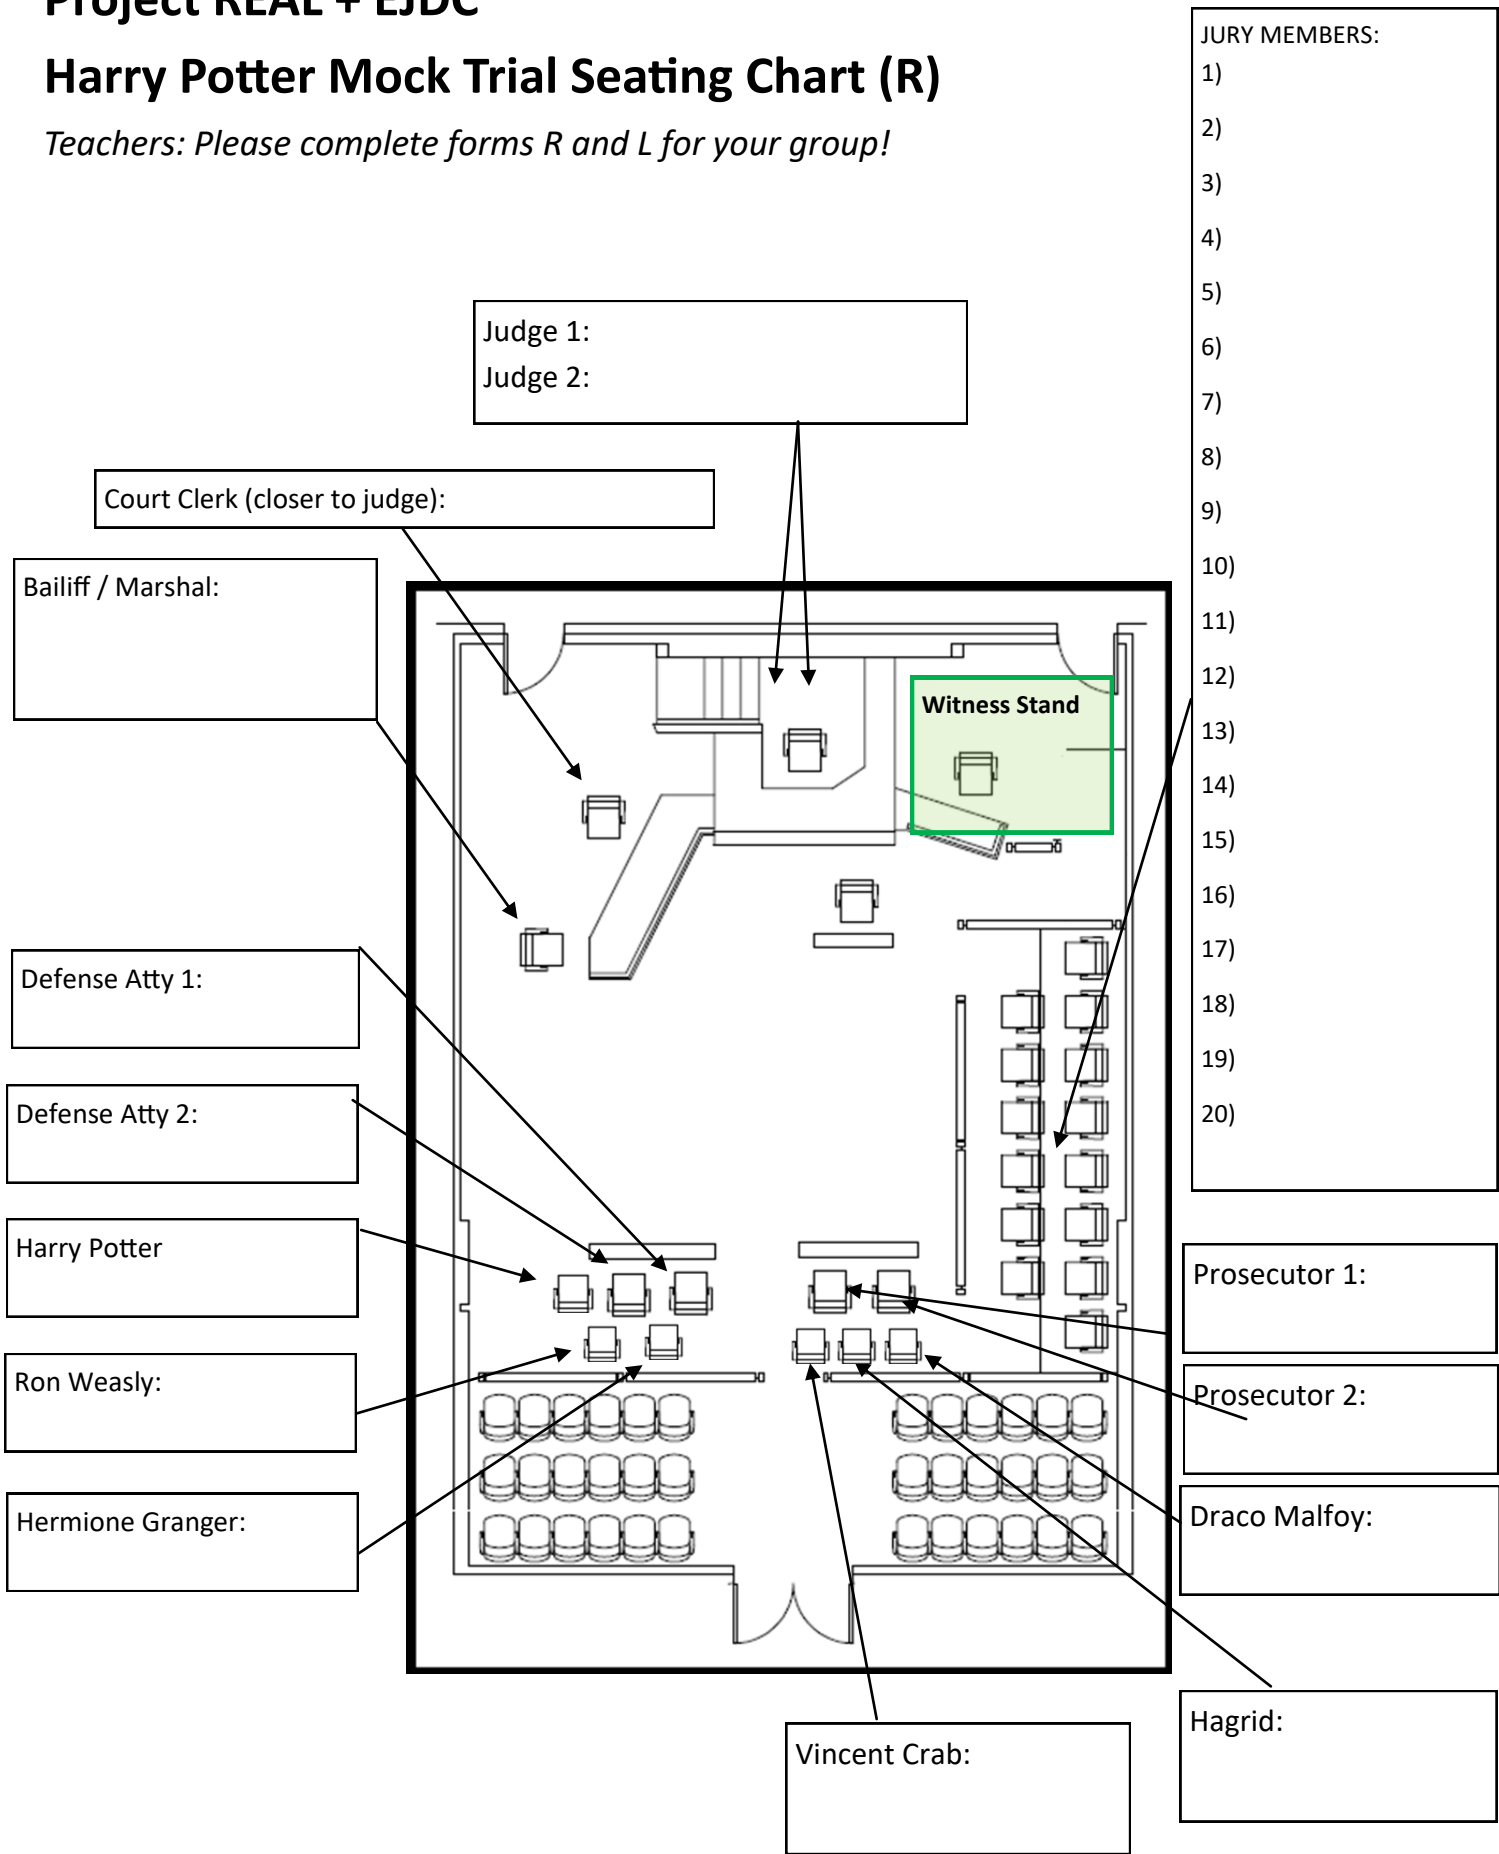 Project REAL + EJDC
Harry Potter Mock Trial Seating Chart (R)
Teachers: Please complete forms R and L for your group!
JURY MEMBERS:
1)
2)
3)
4)
5)
6)
7)
8)
9)
10)
11)
12)
13)
14)
15)
16)
17)
18)
19)
20)
Judge 1:
Judge 2:
Court Clerk (closer to judge):
Bailiff / Marshal:
Witness Stand
Defense Atty 1:
Defense Atty 2:
Harry Potter
Ron Weasly:
Hermione Granger:
Prosecutor 1:
Prosecutor 2:
Draco Malfoy:
Hagrid:
Vincent Crab: